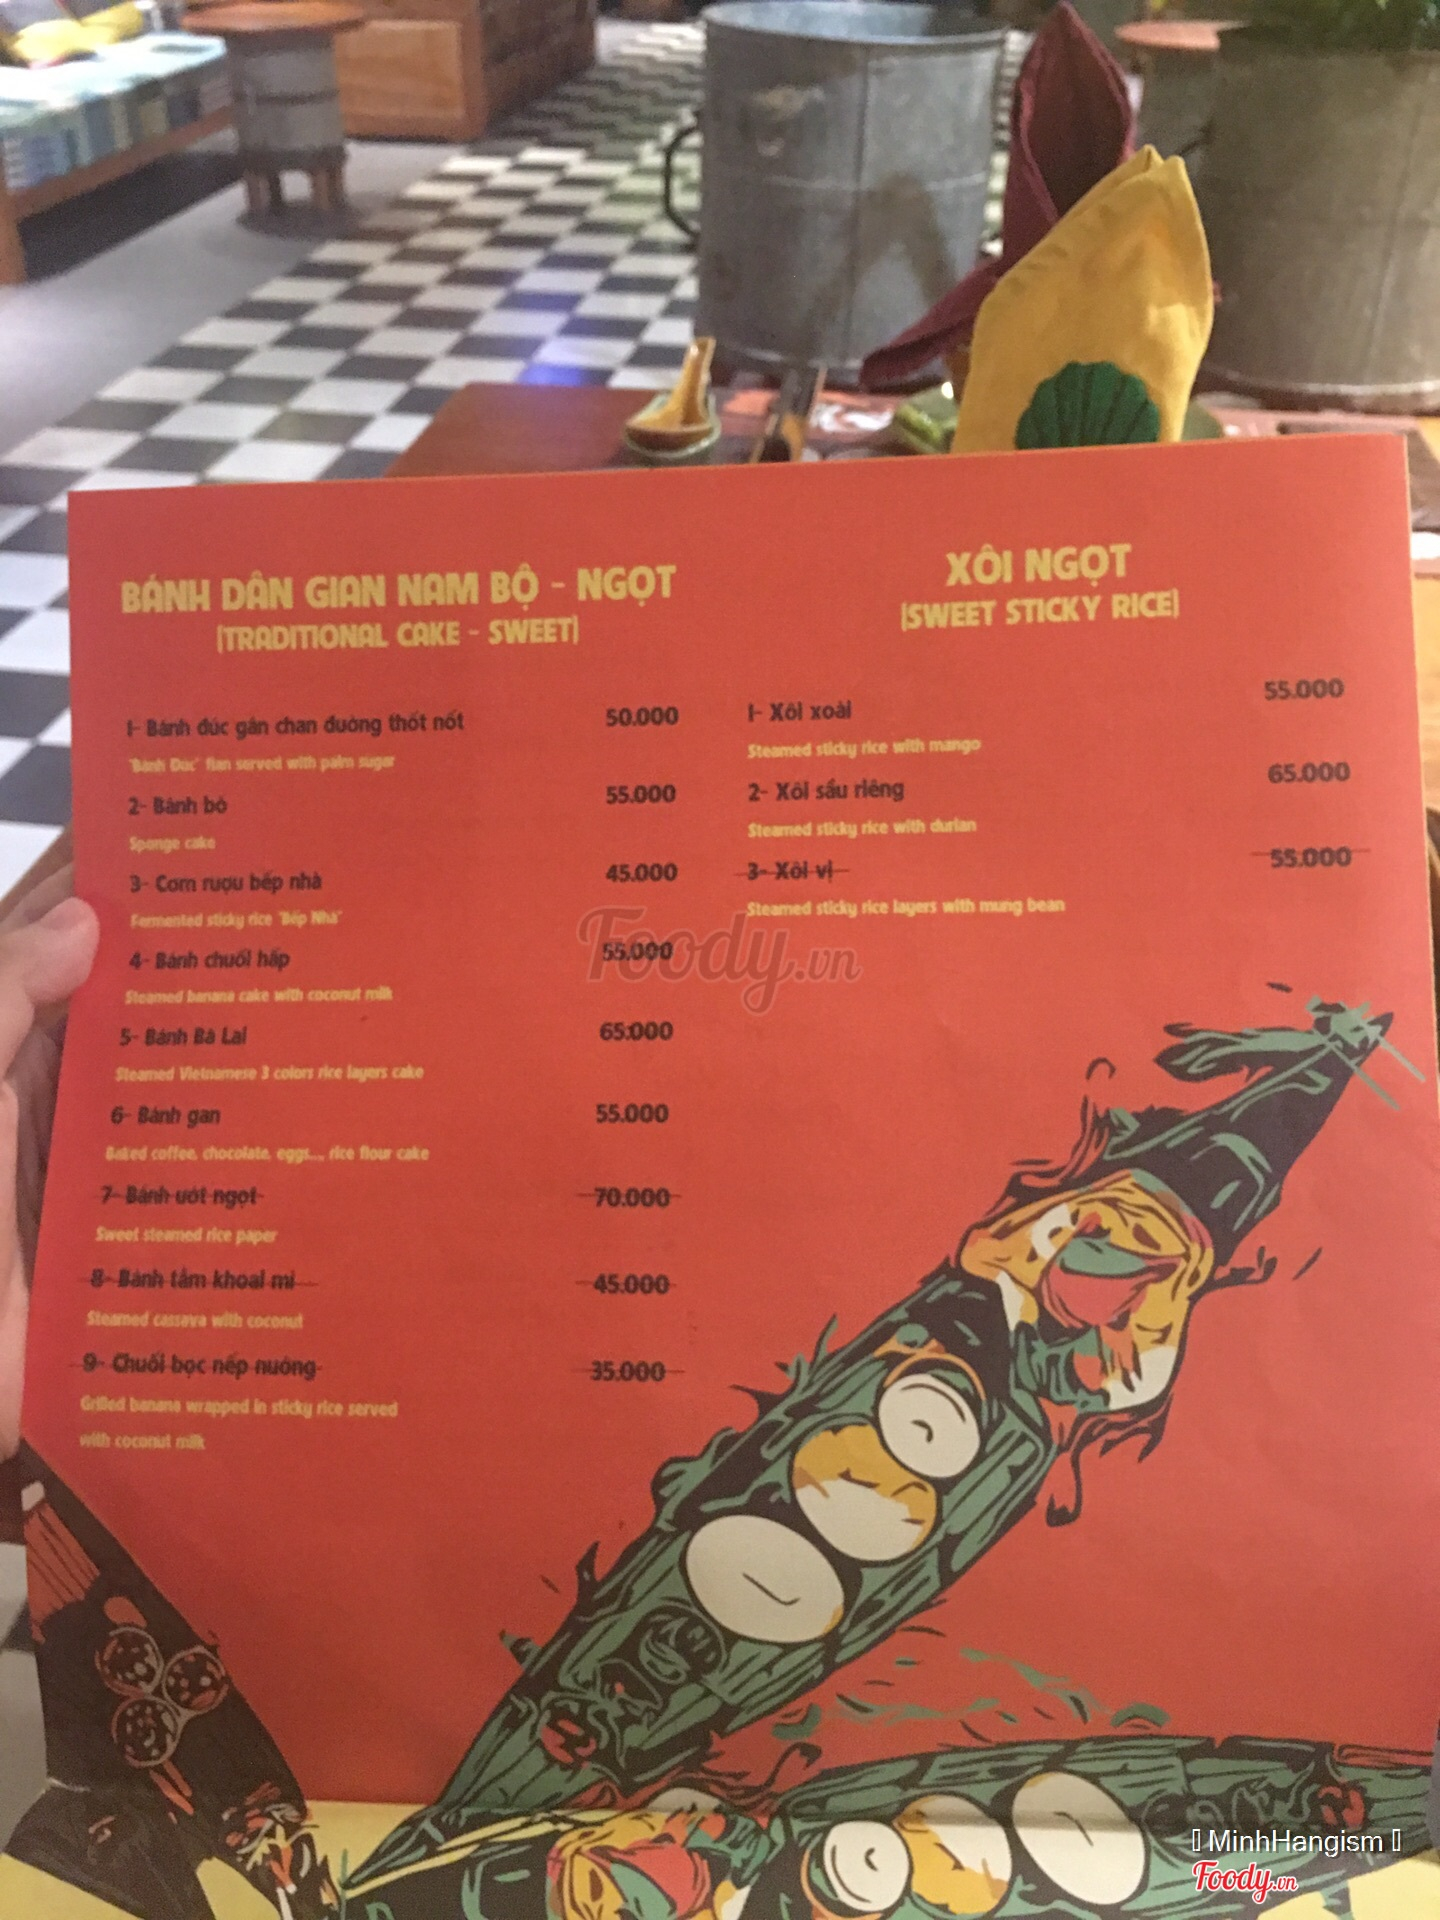 BÁNH DÂN GIAN NAM BỘ - NGỌT
(TRADITIONAL CAKE - SWEET)
1- Bánh đúc gân chan đường thốt nốt 50.000
"Bánh Đúc" flan served with palm sugar
2- Bánh bò 55.000
Sponge cake
3- Cơm rượu bếp nhà 45.000
Fermented sticky rice "Bếp Nhà"
4- Bánh chuối hấp 55.000
Steamed banana cake with coconut milk
5- Bánh Bà Lai 65.000
Steamed Vietnamese 3 colors rice layers cake
6- Bánh gan 55.000
Baked coffee, chocolate, eggs..., rice flour cake
7- Bánh ướt ngọt 70.000
Sweet steamed rice paper
8- Bánh tằm khoai mì 45.000
Steamed cassava with coconut
9- Chuối bọc nếp nướng 35.000
Grilled banana wrapped in sticky rice served
with coconut milk
XÔI NGỌT
(SWEET STICKY RICE)
1- Xôi xoài 55.000
Steamed sticky rice with mango
2- Xôi sầu riêng 65.000
Steamed sticky rice with durian
3- Xôi vị 55.000
Steamed sticky rice layers with mung bean
Foody.vn
MinhHangism
Foody.vn